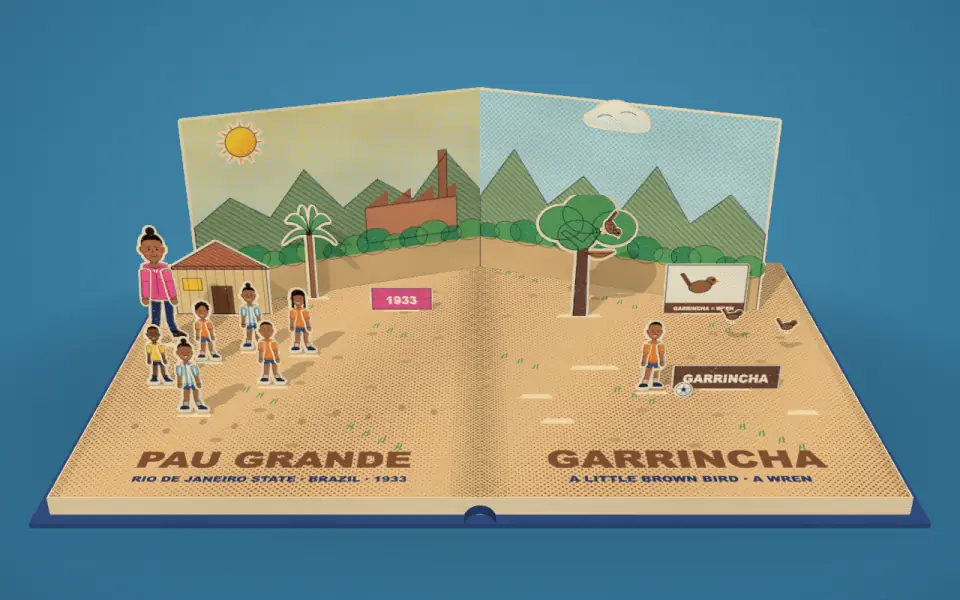 1933
GARRINCHA = WREN
GARRINCHA
PAU GRANDE
RIO DE JANEIRO STATE · BRAZIL · 1933
GARRINCHA
A LITTLE BROWN BIRD · A WREN